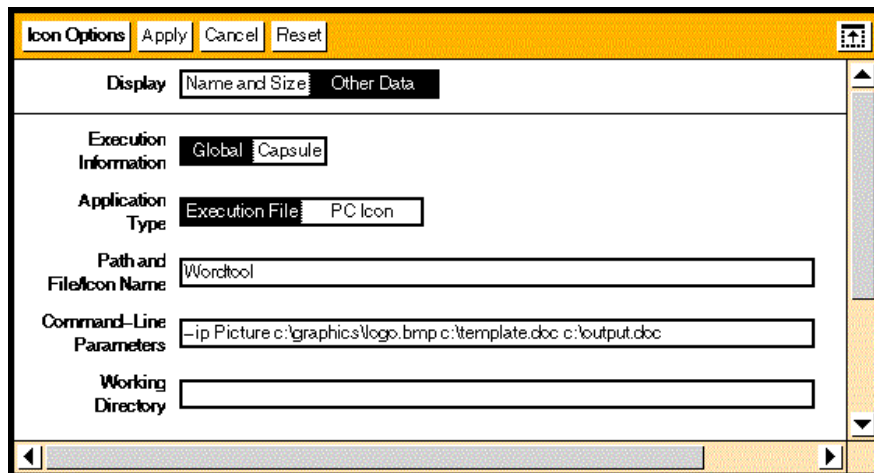 Icon Options Apply Cancel Reset
Display Name and Size Other Data
Execution Information Global Capsule
Application Type Execution File PC Icon
Path and File/Icon Name Wordtool
Command-Line Parameters -ip Picture c:\graphics\logo.bmp c:\template.doc c:\output.doc
Working Directory